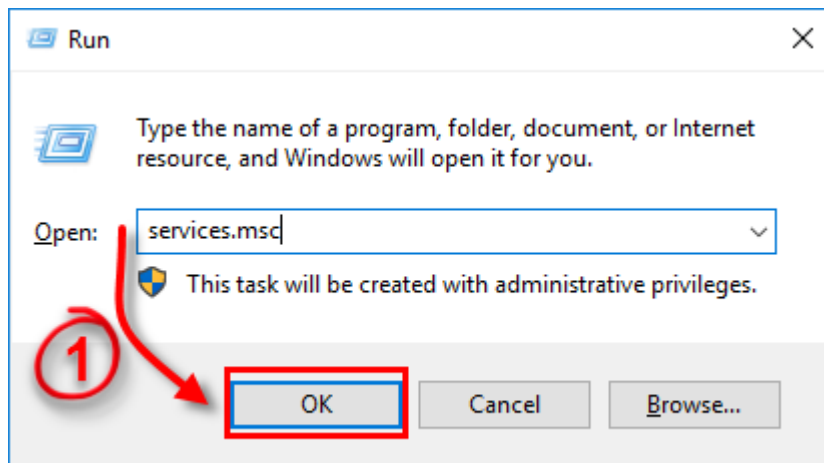 Run
Type the name of a program, folder, document, or Internet
resource, and Windows will open it for you.
Open: services.msc
This task will be created with administrative privileges.
1
OK Cancel Browse...